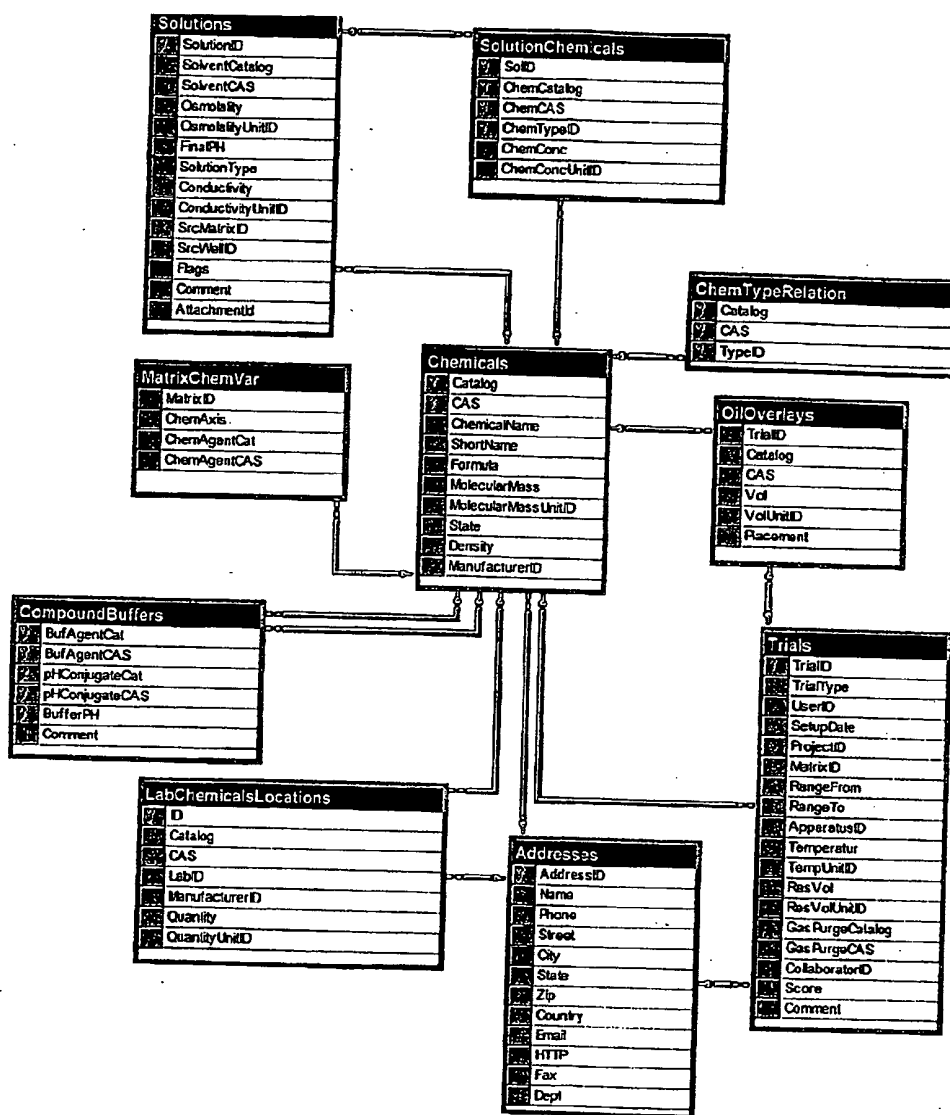 Solutions
SolutionID
SolventCatalog
SolventCAS
Osmolality
OsmolalityUnitID
FinalPH
SolutionType
Conductivity
ConductivityUnitID
SrcMatrixID
SrcWellID
Flags
Comment
AttachmentId
SolutionChemicals
SolID
ChemCatalog
ChemCAS
ChemTypeID
ChemConc
ChemConcUnitID
ChemTypeRelation
Catalog
CAS
TypeID
MatrixChemVar
MatrixID
ChemAxis
ChemAgentCat
ChemAgentCAS
Chemicals
Catalog
CAS
ChemicalName
ShortName
Formula
MolecularMass
MolecularMassUnitID
State
Density
ManufacturerID
OilOverlays
TrialID
Catalog
CAS
Vol
VolUnitID
Placement
CompoundBuffers
BufAgentCat
BufAgentCAS
pHConjugateCat
pHConjugateCAS
BufferPH
Comment
Trials
TrialID
TrialType
UserID
SetupDate
ProjectID
MatrixID
RangeFrom
RangeTo
ApparatusID
Temperatur
TempUnitID
ResVol
ResVolUnitID
GasPurgeCatalog
GasPurgeCAS
CollaboratorID
Score
Comment
LabChemicalsLocations
ID
Catalog
CAS
LabID
ManufacturerID
Quantity
QuantityUnitID
Addresses
AddressID
Name
Phone
Street
City
State
Zip
Country
Email
HTTP
Fax
Dept